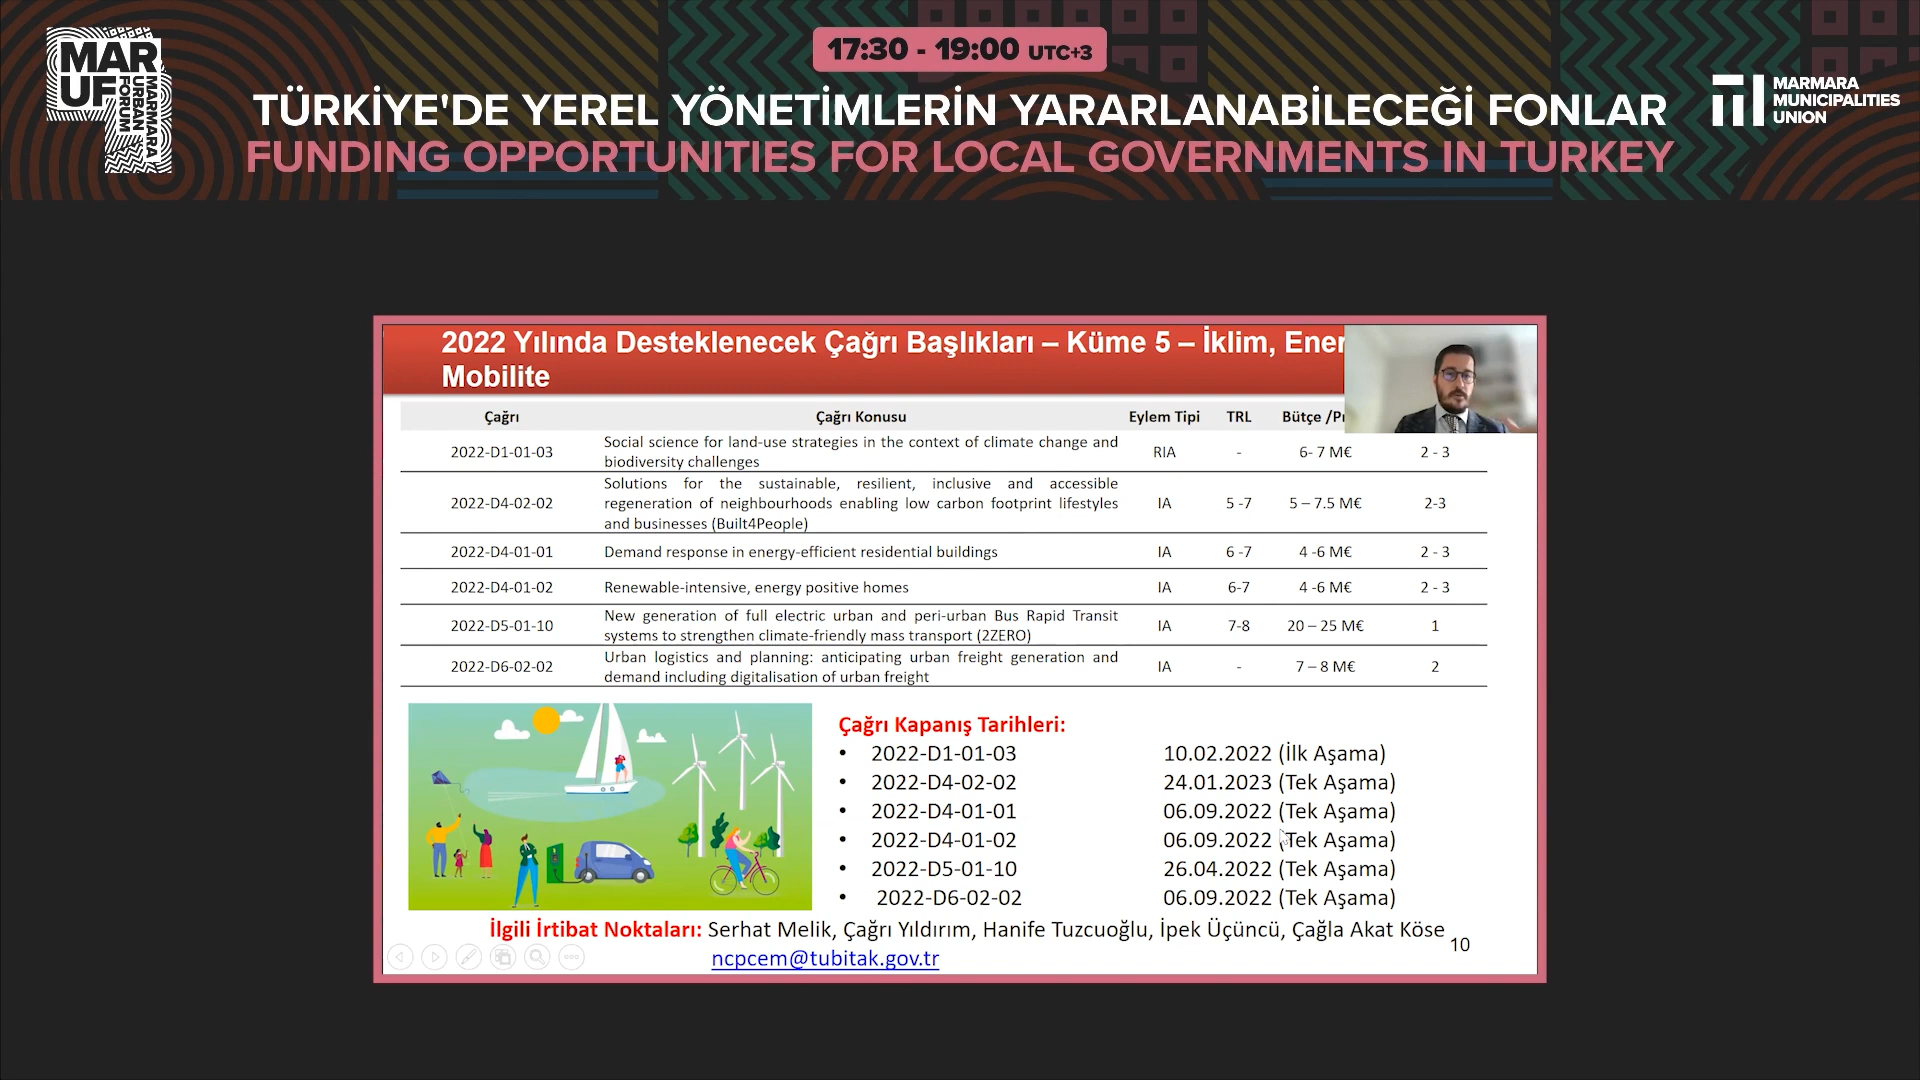 MAR
UF
URBAN
FORUM
MARMARA
17:30 - 19:00 UTC+3
TÜRKİYE'DE YEREL YÖNETİMLERİN YARARLANABİLECEĞİ FONLAR
FUNDING OPPORTUNITIES FOR LOCAL GOVERNMENTS IN TURKEY
MARMARA
MUNICIPALITIES
UNION
2022 Yılında Desteklenecek Çağrı Başlıkları – Küme 5 – İklim, Ener
Mobilite
Çağrı Çağrı Konusu Eylem Tipi TRL Bütçe /Pr
2022-D1-01-03 Social science for land-use strategies in the context of climate change and biodiversity challenges RIA - 6- 7 M€ 2 - 3
2022-D4-02-02 Solutions for the sustainable, resilient, inclusive and accessible regeneration of neighbourhoods enabling low carbon footprint lifestyles and businesses (Built4People) IA 5 -7 5 – 7.5 M€ 2-3
2022-D4-01-01 Demand response in energy-efficient residential buildings IA 6 -7 4 -6 M€ 2 - 3
2022-D4-01-02 Renewable-intensive, energy positive homes IA 6-7 4 -6 M€ 2 - 3
2022-D5-01-10 New generation of full electric urban and peri-urban Bus Rapid Transit systems to strengthen climate-friendly mass transport (2ZERO) IA 7-8 20 – 25 M€ 1
2022-D6-02-02 Urban logistics and planning: anticipating urban freight generation and demand including digitalisation of urban freight IA - 7 – 8 M€ 2
Çağrı Kapanış Tarihleri:
• 2022-D1-01-03 10.02.2022 (İlk Aşama)
• 2022-D4-02-02 24.01.2023 (Tek Aşama)
• 2022-D4-01-01 06.09.2022 (Tek Aşama)
• 2022-D4-01-02 06.09.2022 (Tek Aşama)
• 2022-D5-01-10 26.04.2022 (Tek Aşama)
• 2022-D6-02-02 06.09.2022 (Tek Aşama)
İlgili İrtibat Noktaları: Serhat Melik, Çağrı Yıldırım, Hanife Tuzcuoğlu, İpek Üçüncü, Çağla Akat Köse
ncpcem@tubitak.gov.tr
10